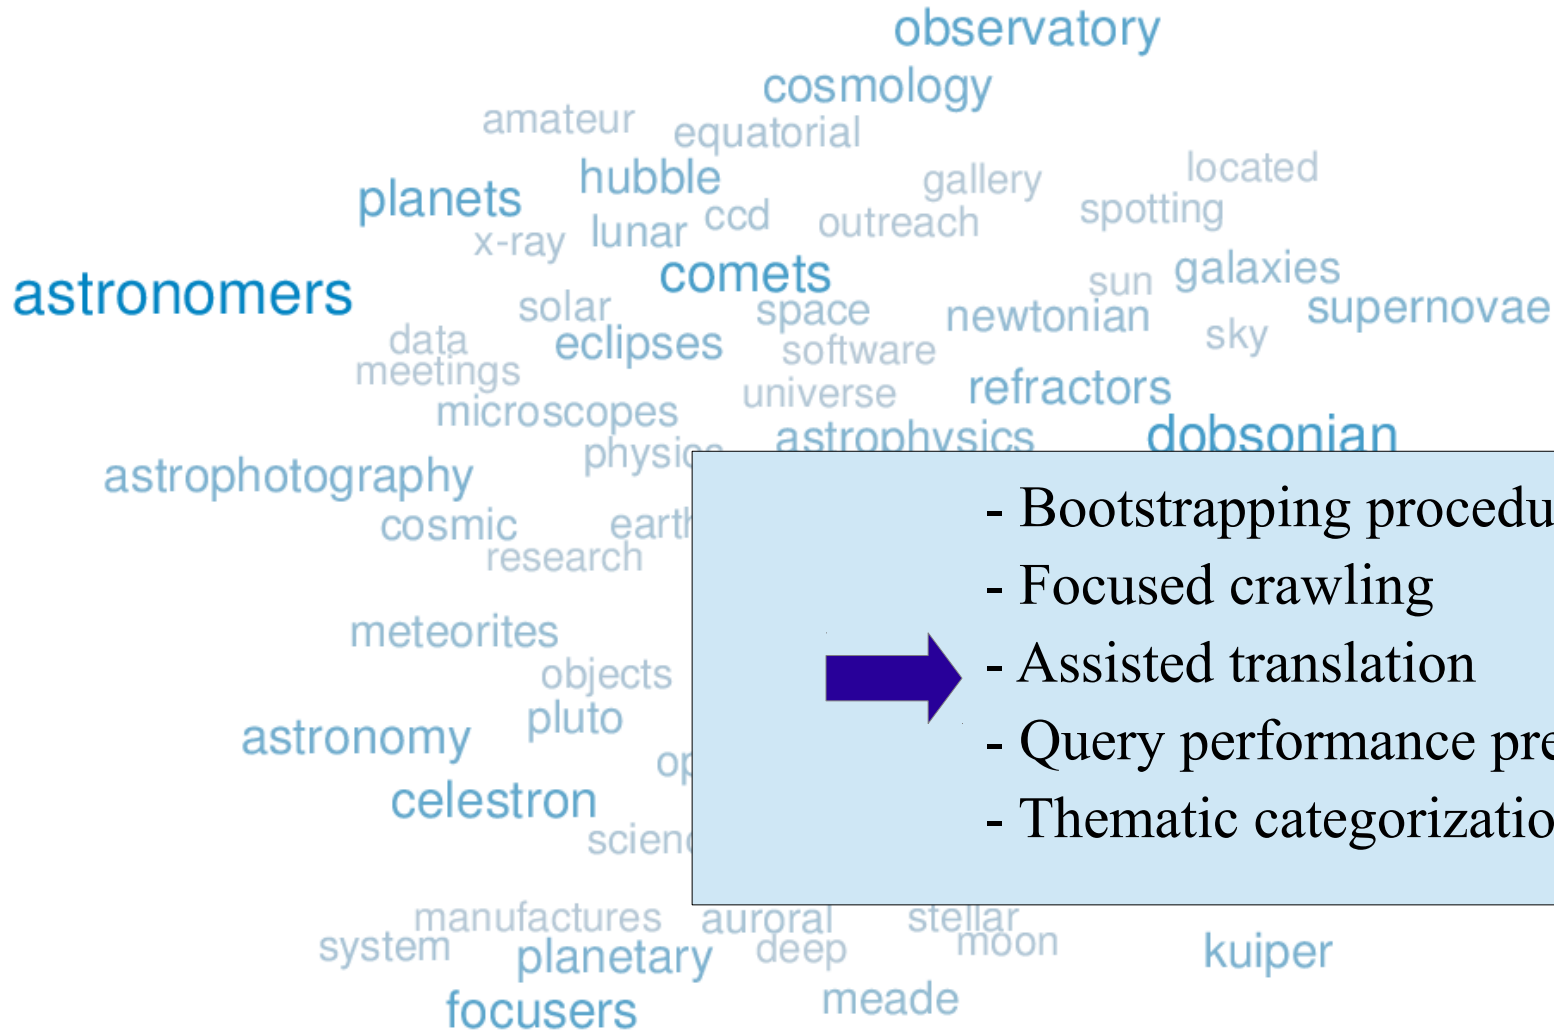 observatory
cosmology
amateur
equatorial
hubble
gallery
located
planets
ccd
outreach
spotting
x-ray
lunar
comets
sun
galaxies
astronomers
solar
space
newtonian
supernovae
data
eclipses
software
sky
meetings
universe
refractors
microscopes
astrophysics
dobsonian
astrophotography
- Bootstrapping procedu
cosmic
research
- Focused crawling
meteorites
- Assisted translation
objects
pluto
astronomy
- Query performance pre
celestron
- Thematic categorizatio
manufactures
auroral
stellar
system
planetary
deep
moon
kuiper
focusers
meade